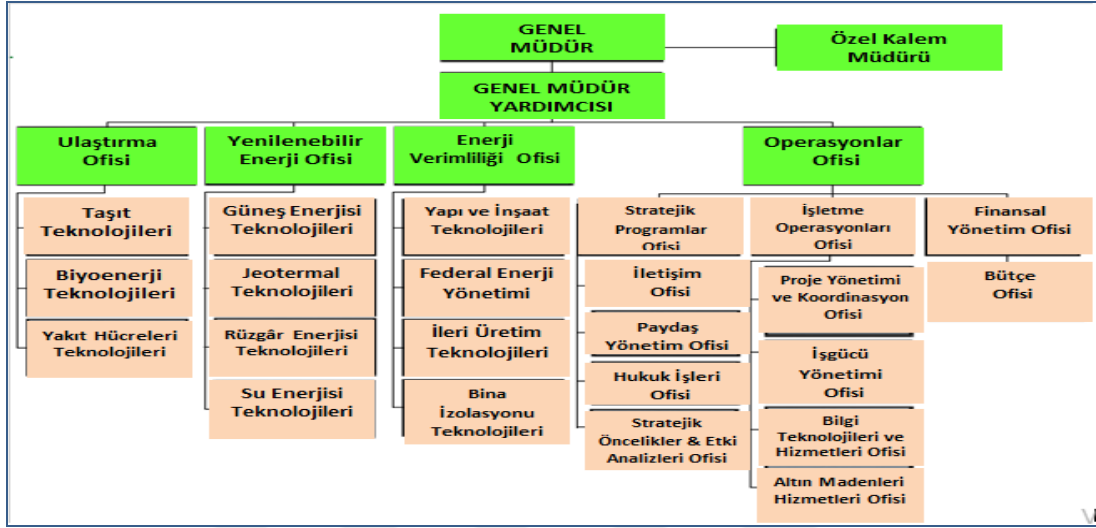 GENEL
MÜDÜR
Özel Kalem
Müdürü
GENEL MÜDÜR
YARDIMCISI
Ulaştırma
Ofisi
Yenilenebilir
Enerji Ofisi
Enerji
Verimliliği Ofisi
Operasyonlar
Ofisi
Taşıt
Teknolojileri
Biyoenerji
Teknolojileri
Yakıt Hücreleri
Teknolojileri
Güneş Enerjisi
Teknolojileri
Jeotermal
Teknolojileri
Rüzgâr Enerjisi
Teknolojileri
Su Enerjisi
Teknolojileri
Yapı ve İnşaat
Teknolojileri
Federal Enerji
Yönetimi
İleri Üretim
Teknolojileri
Bina
İzolasyonu
Teknolojileri
Stratejik
Programlar
Ofisi
İletişim
Ofisi
Paydaş
Yönetim Ofisi
Hukuk İşleri
Ofisi
Stratejik
Öncelikler & Etki
Analizleri Ofisi
İşletme
Operasyonları
Ofisi
Proje Yönetimi
ve Koordinasyon
Ofisi
İşgücü
Yönetimi
Ofisi
Bilgi
Teknolojileri ve
Hizmetleri Ofisi
Altın Madenleri
Hizmetleri Ofisi
Finansal
Yönetim Ofisi
Bütçe
Ofisi